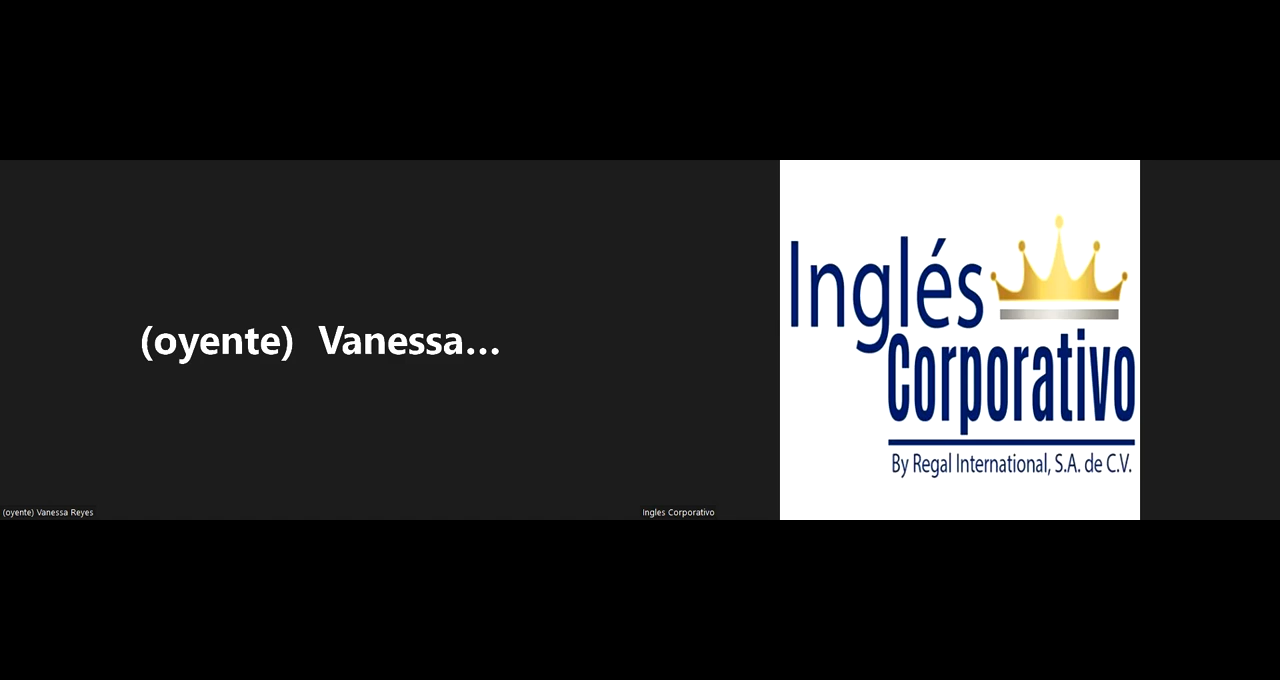 (oyente) Vanessa...
(oyente) Vanessa Reyes
Inglés
Corporativo
By Regal International, S.A. de C.V.
Ingles Corporativo